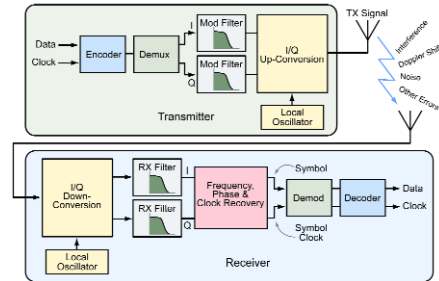 TX Signal
Interference
Doppler Shift
Noise
Other Errors
Data
Clock
Encoder
Demux
I
Q
Mod Filter
Mod Filter
I/Q
Up-Conversion
Local
Oscillator
Transmitter
I/Q
Down-
Conversion
Local
Oscillator
RX Filter
RX Filter
I
Q
Frequency,
Phase &
Clock Recovery
Symbol
Symbol
Clock
Demod
Decoder
Data
Clock
Receiver